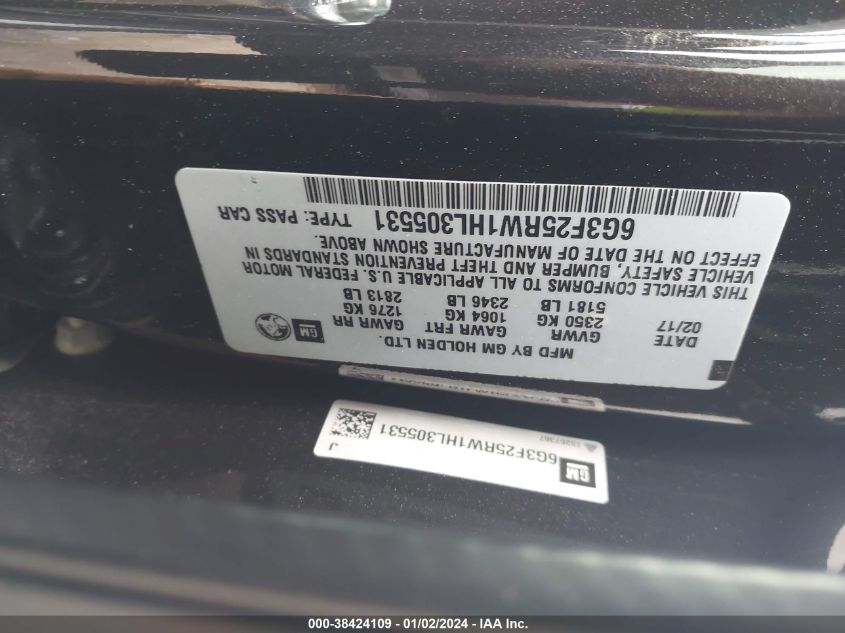 MFD BY GM HOLDEN LTD.
GM
DATE GVWR GAWR FRT GAWR RR
02/17 2350 KG 1064 KG 1276 KG
5181 LB 2346 LB 2813 LB
THIS VEHICLE CONFORMS TO ALL APPLICABLE U.S. FEDERAL MOTOR
VEHICLE SAFETY, BUMPER AND THEFT PREVENTION STANDARDS IN
EFFECT ON THE DATE OF MANUFACTURE SHOWN ABOVE.
6G3F25RW1HL305531 TYPE: PASS CAR
GM
6G3F25RW1HL305531
15267367
J
000-38424109 - 01/02/2024 - IAA Inc.